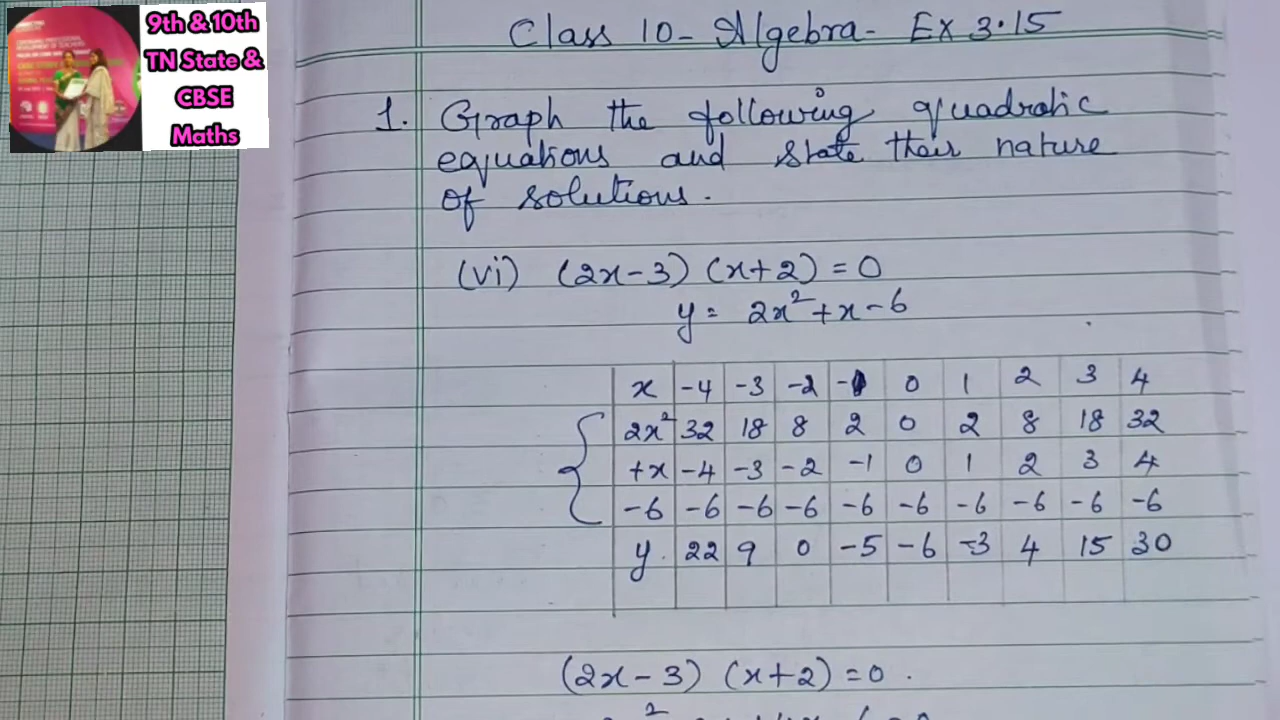 9th & 10th
TN State &
CBSE
Maths
Class 10 - Algebra - Ex 3.15
1. Graph the following quadratic
equations and state their nature
of solutions.
(vi) (2x-3) (x+2) = 0
y = 2x²+x-6
x -4 -3 -2 -1 0 1 2 3 4
2x² 32 18 8 2 0 2 8 18 32
+x -4 -3 -2 -1 0 1 2 3 4
-6 -6 -6 -6 -6 -6 -6 -6 -6 -6
y. 22 9 0 -5 -6 -3 4 15 30
(2x-3) (x+2) = 0.